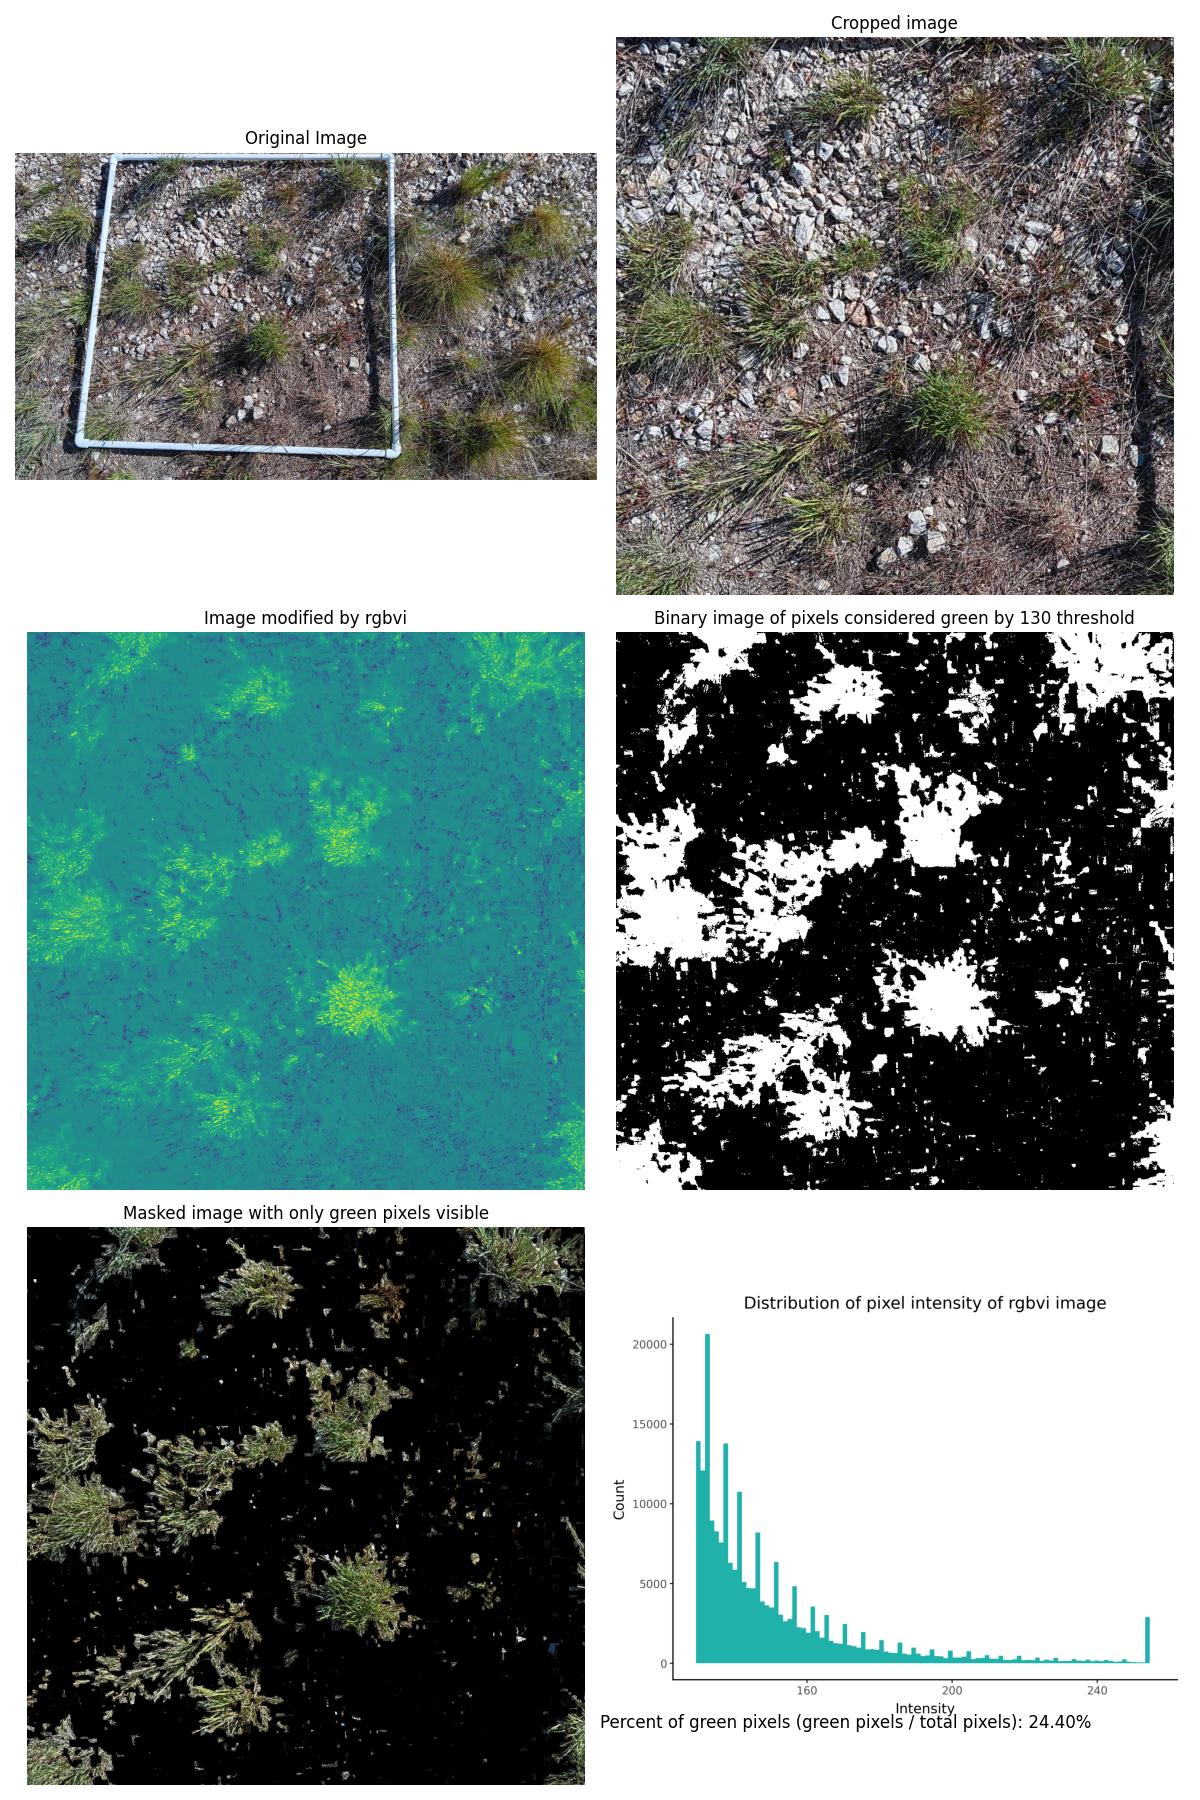 Original Image
Cropped image
Image modified by rgbvi
Binary image of pixels considered green by 130 threshold
Masked image with only green pixels visible
Distribution of pixel intensity of rgbvi image
20000
15000
10000
5000
0
Count
160
200
240
Intensity
Percent of green pixels (green pixels / total pixels): 24.40%